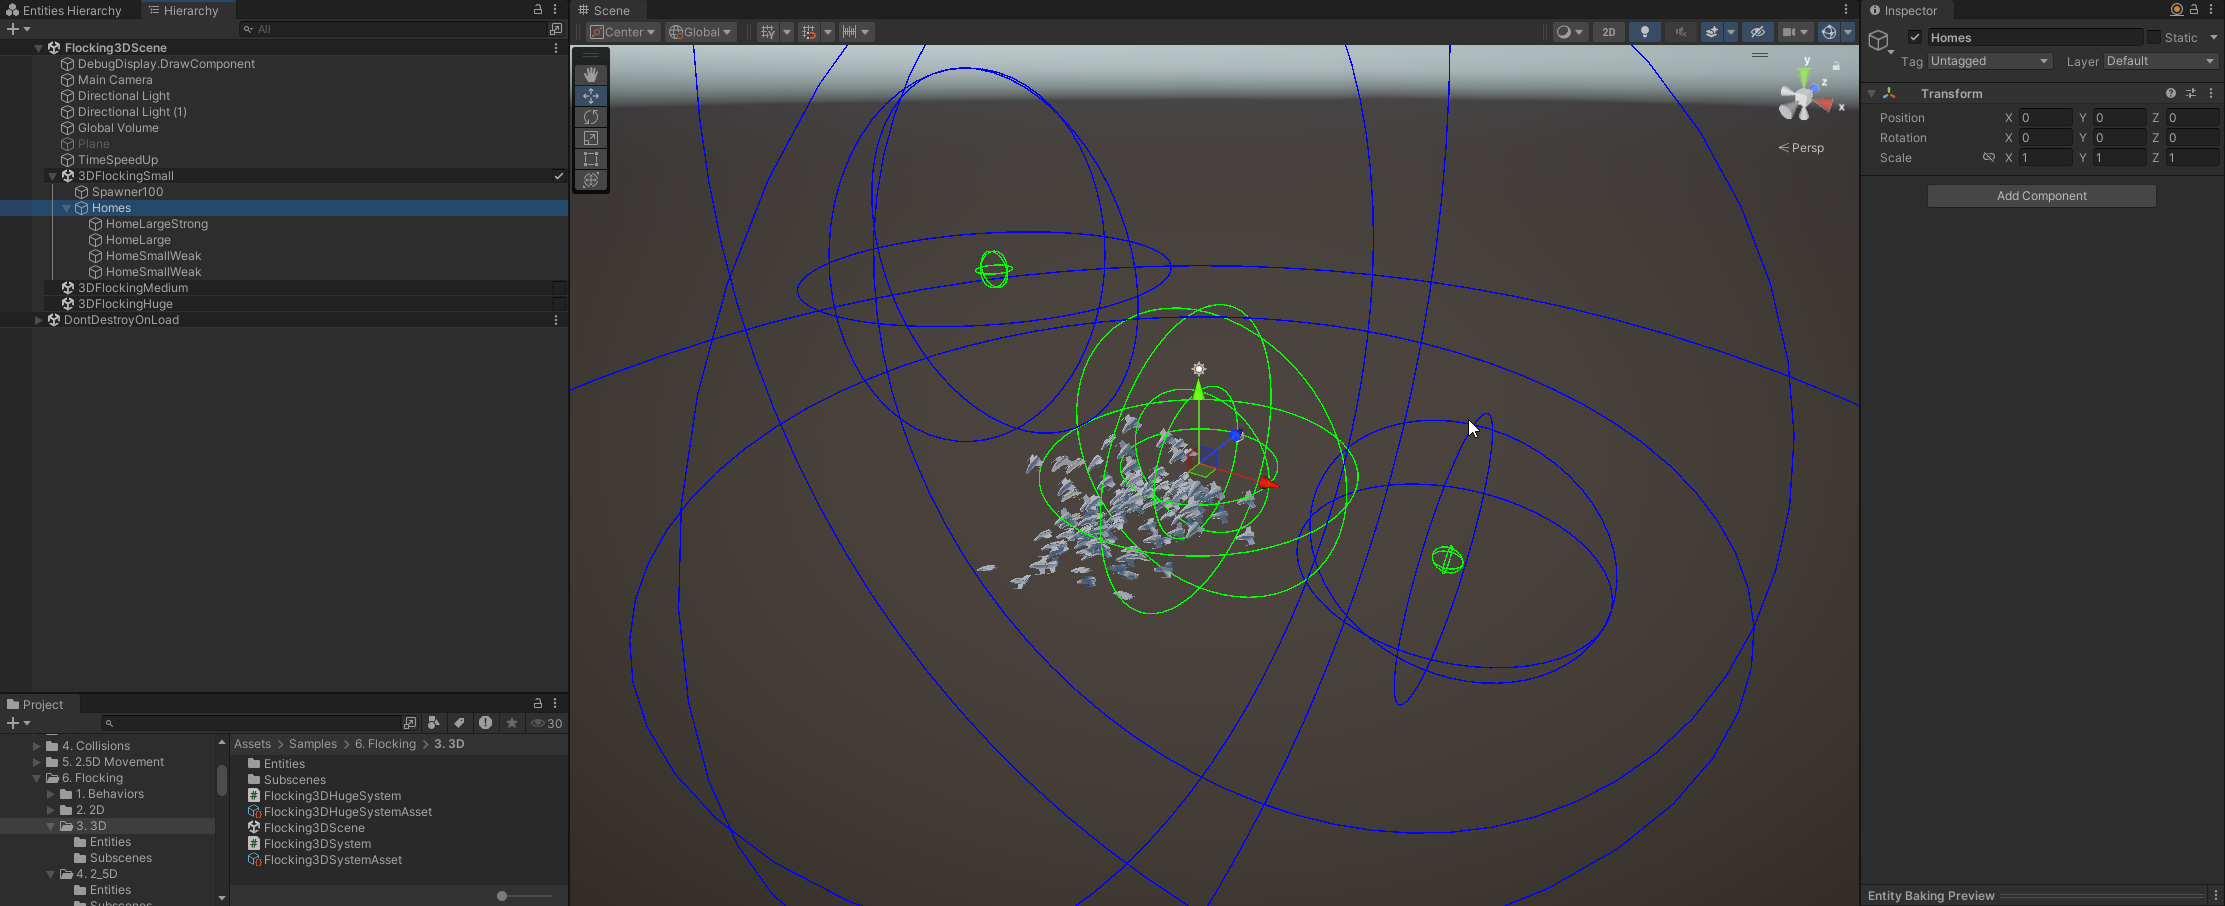 Entities Hierarchy
Hierarchy
All
Flocking3DScene
DebugDisplay.DrawComponent
Main Camera
Directional Light
Directional Light (1)
Global Volume
Plane
TimeSpeedUp
3DFlockingSmall
Spawner100
Homes
HomeLargeStrong
HomeLarge
HomeSmallWeak
HomeSmallWeak
3DFlockingMedium
3DFlockingHuge
DontDestroyOnLoad
Project
30
4. Collisions
5. 2.5D Movement
6. Flocking
1. Behaviors
2. 2D
3. 3D
Entities
Subscenes
4. 2_5D
Entities
Subscenes
Assets > Samples > 6. Flocking > 3. 3D
Entities
Subscenes
Flocking3DHugeSystem
Flocking3DHugeSystemAsset
Flocking3DScene
Flocking3DSystem
Flocking3DSystemAsset
Scene
Center
Global
2D
y
z
x
Persp
Inspector
Homes
Static
Tag Untagged Layer Default
Transform
Position X 0 Y 0 Z 0
Rotation X 0 Y 0 Z 0
Scale X 1 Y 1 Z 1
Add Component
Entity Baking Preview